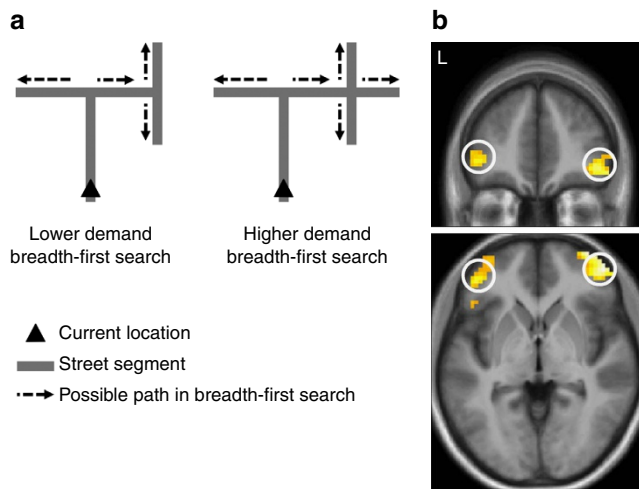 a
b
L
Lower demand
breadth-first search
Higher demand
breadth-first search
Current location
Street segment
Possible path in breadth-first search